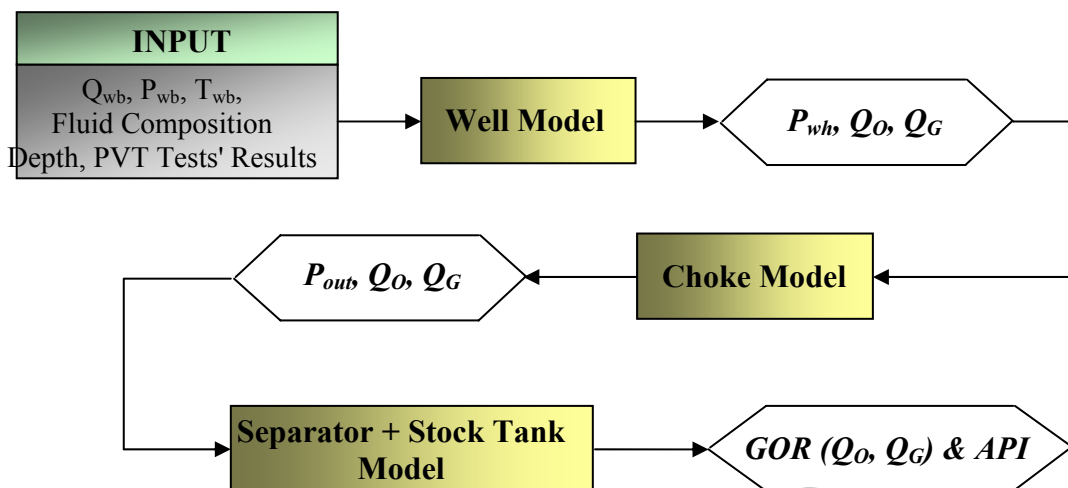 INPUT
Qwb, Pwb, Twb,
Fluid Composition
Depth, PVT Tests' Results
Well Model
Pwh, QO, QG
Pout, QO, QG
Choke Model
Separator + Stock Tank
Model
GOR (QO, QG) & API